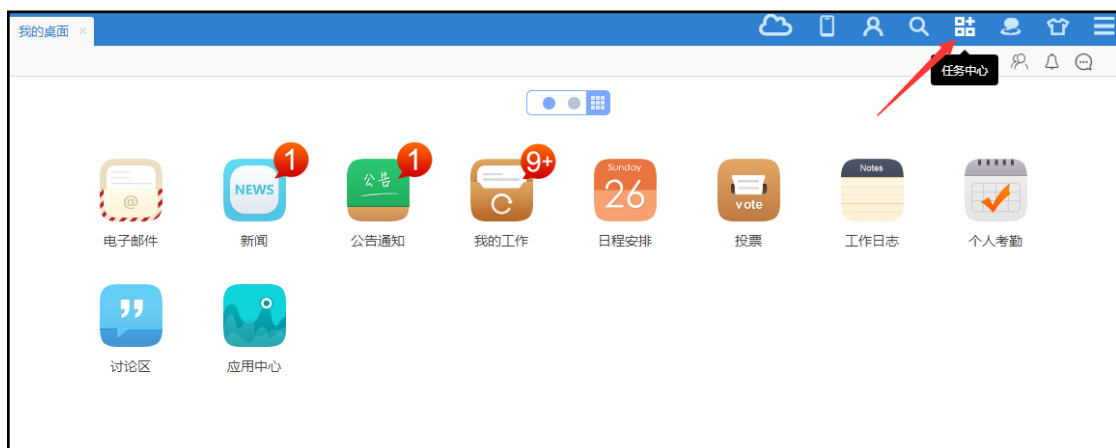 我的桌面 ×
任务中心
1
1
9+
@
NEWS
公告
Sunday
26
vote
Notes
电子邮件
新闻
公告通知
我的工作
日程安排
投票
工作日志
个人考勤
讨论区
应用中心